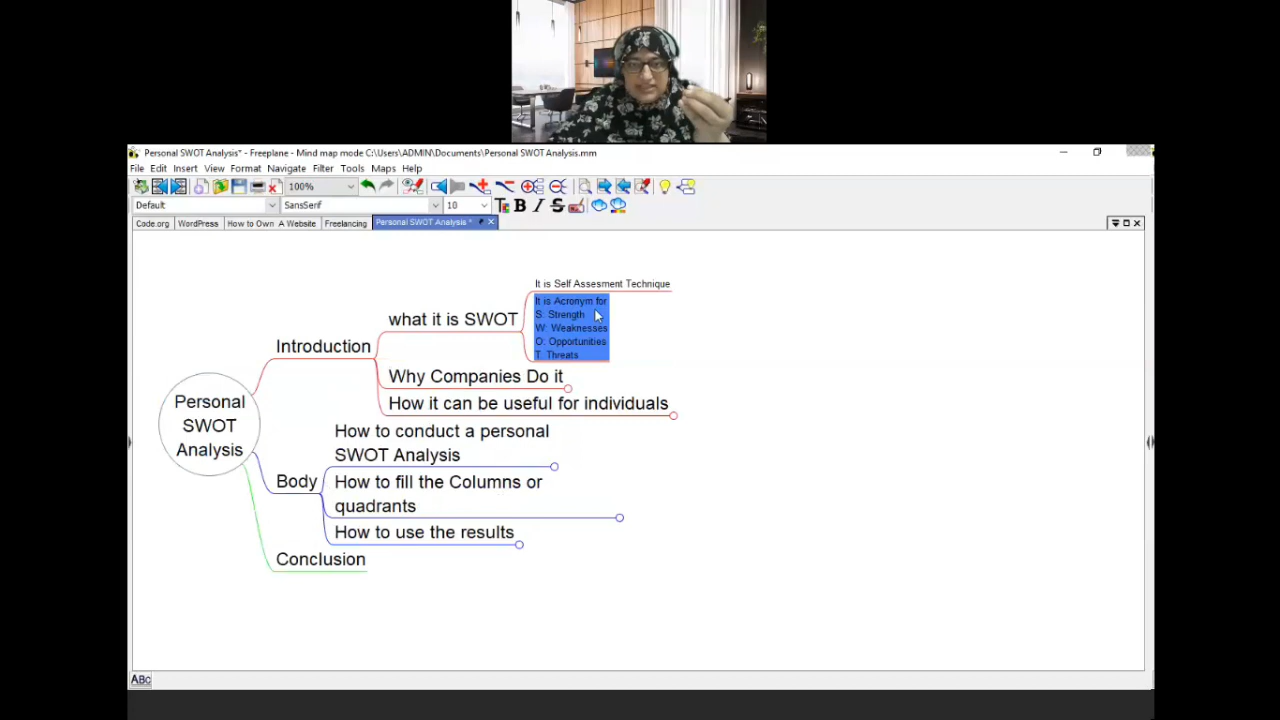 Personal SWOT Analysis* - Freeplane - Mind map mode C:\Users\ADMIN\Documents\Personal SWOT Analysis.mm
File Edit Insert View Format Navigate Filter Tools Maps Help
100%
Default SansSerif 10 B I S
Code.org WordPress How to Own A Website Freelancing Personal SWOT Analysis *
It is Self Assesment Technique
It is Acronym for
S: Strength
W: Weaknesses
O: Opportunities
T: Threats
what it is SWOT
Introduction
Why Companies Do it
How it can be useful for individuals
Personal
SWOT
Analysis
How to conduct a personal
SWOT Analysis
Body
How to fill the Columns or
quadrants
How to use the results
Conclusion
ABC